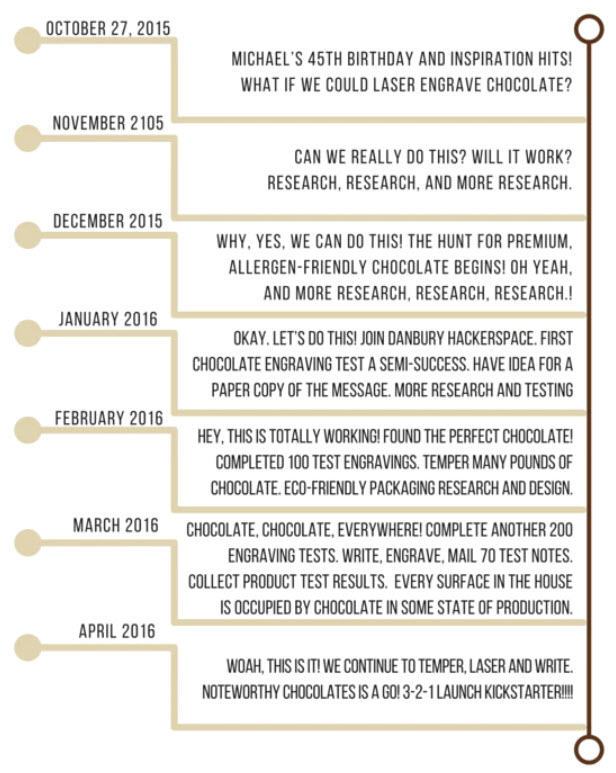 OCTOBER 27, 2015
MICHAEL'S 45TH BIRTHDAY AND INSPIRATION HITS!
WHAT IF WE COULD LASER ENGRAVE CHOCOLATE?
NOVEMBER 2105
CAN WE REALLY DO THIS? WILL IT WORK?
RESEARCH, RESEARCH, AND MORE RESEARCH.
DECEMBER 2015
WHY, YES, WE CAN DO THIS! THE HUNT FOR PREMIUM,
ALLERGEN-FRIENDLY CHOCOLATE BEGINS! OH YEAH,
AND MORE RESEARCH, RESEARCH, RESEARCH.!
JANUARY 2016
OKAY. LET'S DO THIS! JOIN DANBURY HACKERSPACE. FIRST
CHOCOLATE ENGRAVING TEST A SEMI-SUCCESS. HAVE IDEA FOR A
PAPER COPY OF THE MESSAGE. MORE RESEARCH AND TESTING
FEBRUARY 2016
HEY, THIS IS TOTALLY WORKING! FOUND THE PERFECT CHOCOLATE!
COMPLETED 100 TEST ENGRAVINGS. TEMPER MANY POUNDS OF
CHOCOLATE. ECO-FRIENDLY PACKAGING RESEARCH AND DESIGN.
MARCH 2016
CHOCOLATE, CHOCOLATE, EVERYWHERE! COMPLETE ANOTHER 200
ENGRAVING TESTS. WRITE, ENGRAVE, MAIL 70 TEST NOTES.
COLLECT PRODUCT TEST RESULTS. EVERY SURFACE IN THE HOUSE
IS OCCUPIED BY CHOCOLATE IN SOME STATE OF PRODUCTION.
APRIL 2016
WOAH, THIS IS IT! WE CONTINUE TO TEMPER, LASER AND WRITE.
NOTEWORTHY CHOCOLATES IS A GO! 3-2-1 LAUNCH KICKSTARTER!!!!